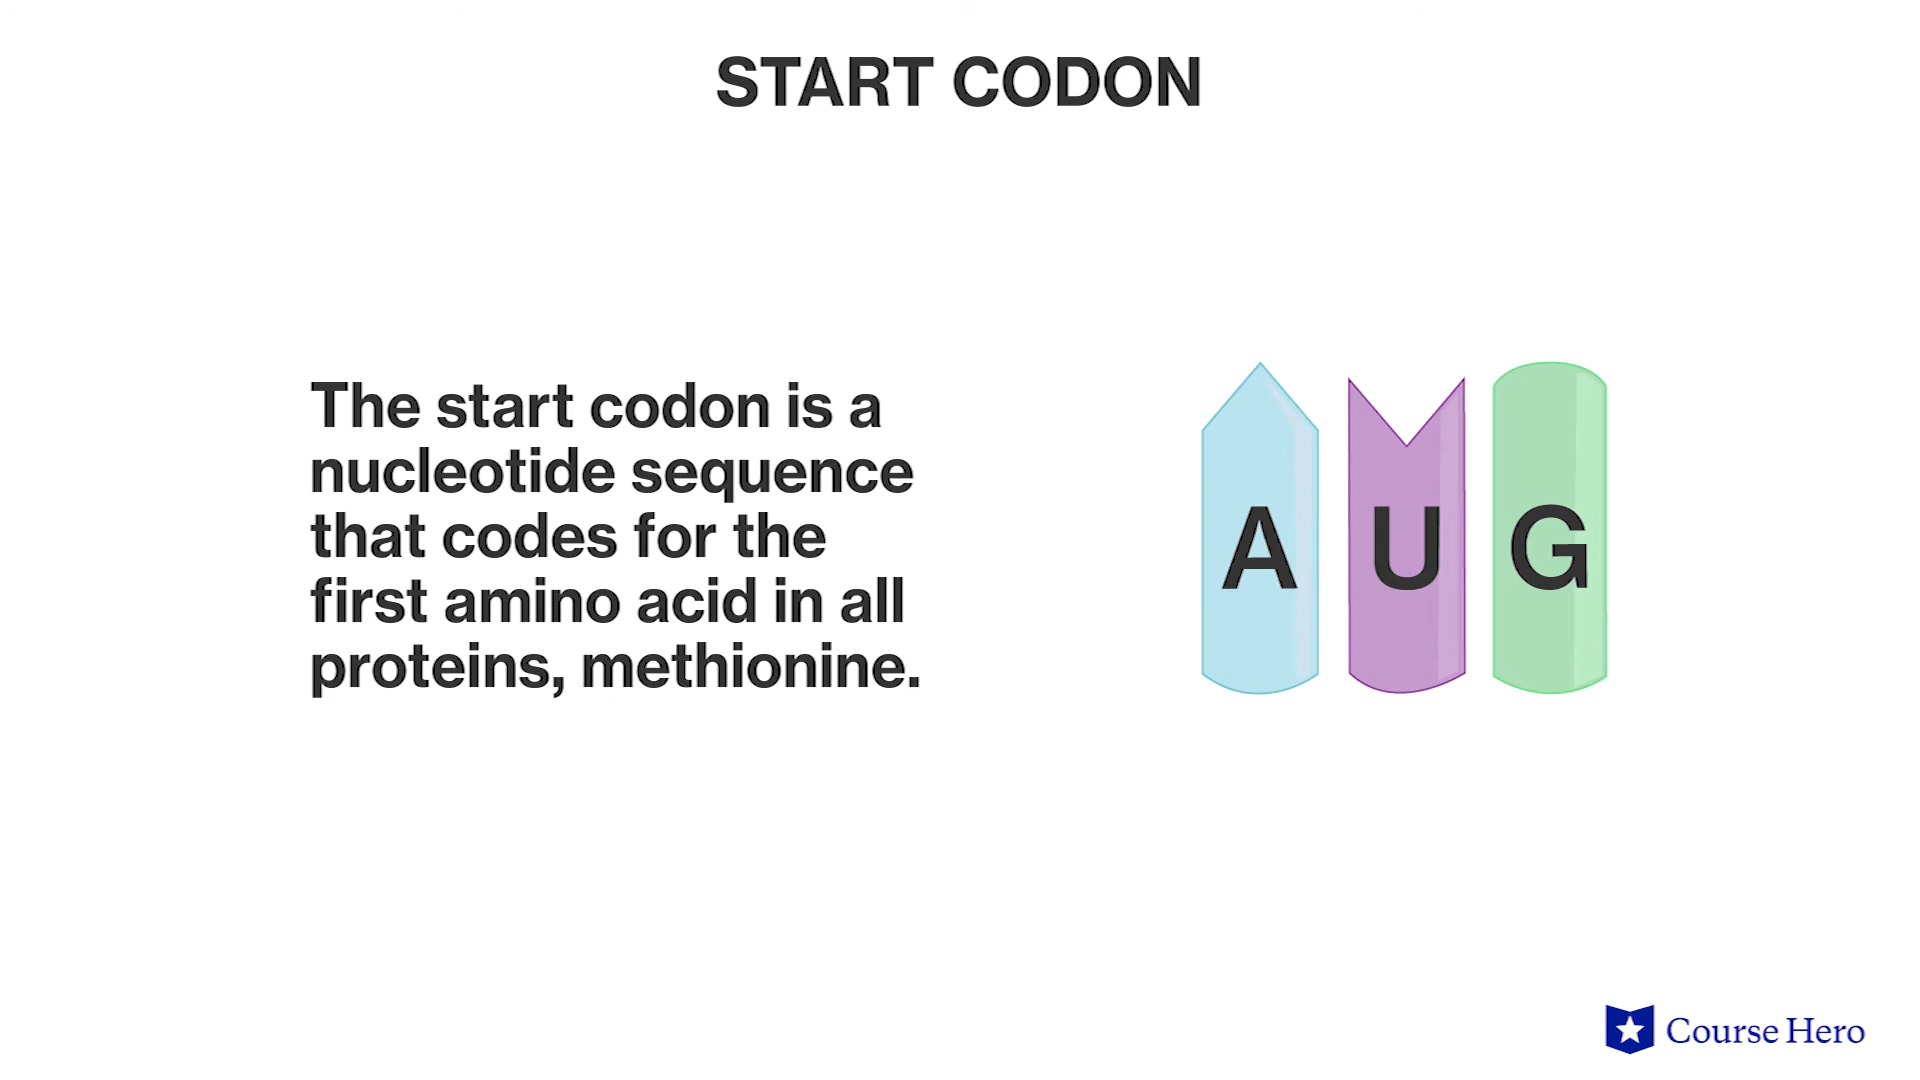 START CODON
The start codon is a
nucleotide sequence
that codes for the
first amino acid in all
proteins, methionine.
A U G
Course Hero